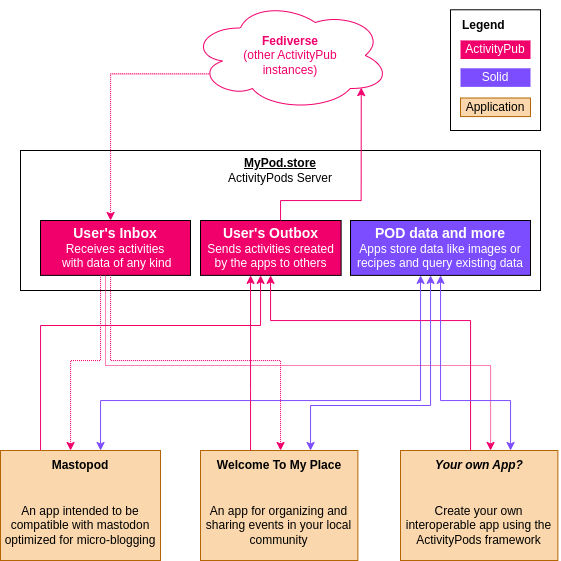 Fediverse
(other ActivityPub
instances)
Legend
ActivityPub
Solid
Application
MyPod.store
ActivityPods Server
User's Inbox
Receives activities
with data of any kind
User's Outbox
Sends activities created
by the apps to others
POD data and more
Apps store data like images or
recipes and query existing data
Mastopod
An app intended to be
compatible with mastodon
optimized for micro-blogging
Welcome To My Place
An app for organizing and
sharing events in your local
community
Your own App?
Create your own
interoperable app using the
ActivityPods framework